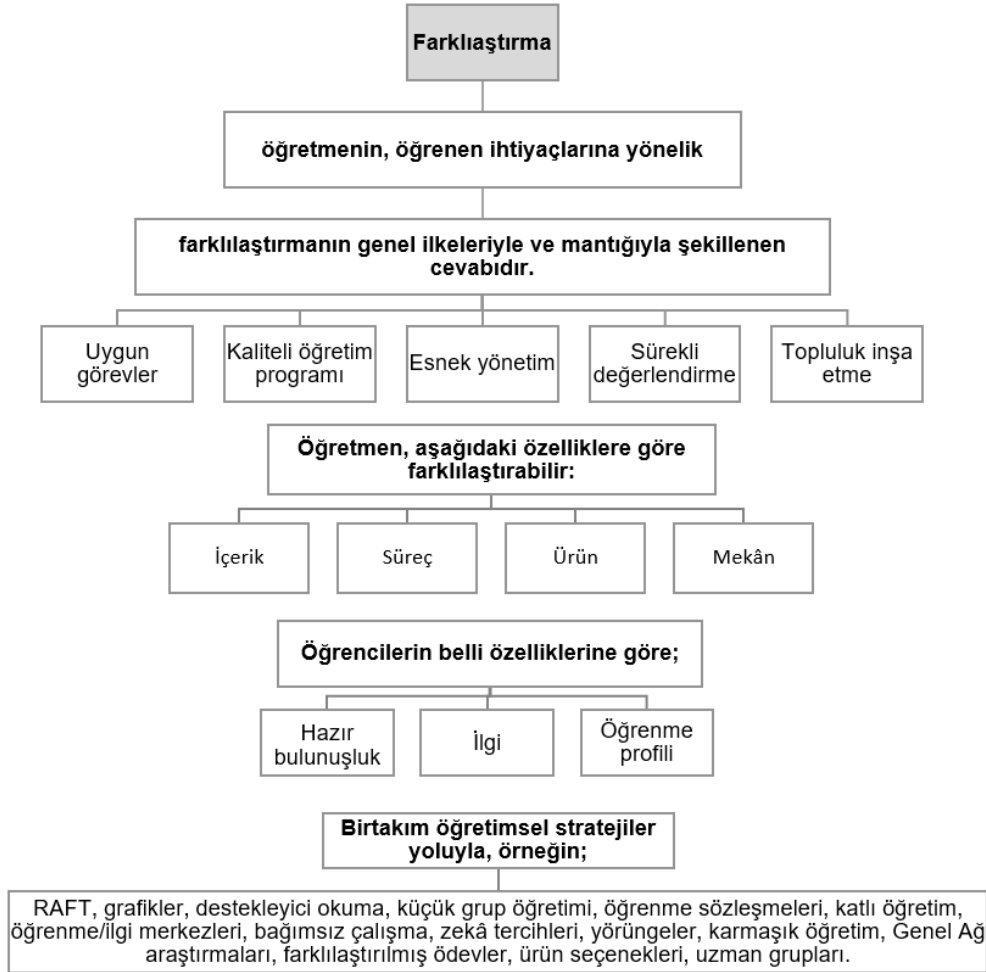 Farklıaştırma
öğretmenin, öğrenen ihtiyaçlarına yönelik
farklılaştırmanın genel ilkeleriyle ve mantığıyla şekillenen
cevabıdır.
Uygun
görevler
Kaliteli öğretim
programı
Esnek yönetim
Sürekli
değerlendirme
Topluluk inşa
etme
Öğretmen, aşağıdaki özelliklere göre
farklılaştırabilir:
İçerik
Süreç
Ürün
Mekân
Öğrencilerin belli özelliklerine göre;
Hazır
bulunuşluk
İlgi
Öğrenme
profili
Birtakım öğretimsel stratejiler
yoluyla, örneğin;
RAFT, grafikler, destekleyici okuma, küçük grup öğretimi, öğrenme sözleşmeleri, katlı öğretim,
öğrenme/ilgi merkezleri, bağımsız çalışma, zekâ tercihleri, yörüngeler, karmaşık öğretim, Genel Ağ
araştırmaları, farklılaştırılmış ödevler, ürün seçenekleri, uzman grupları.